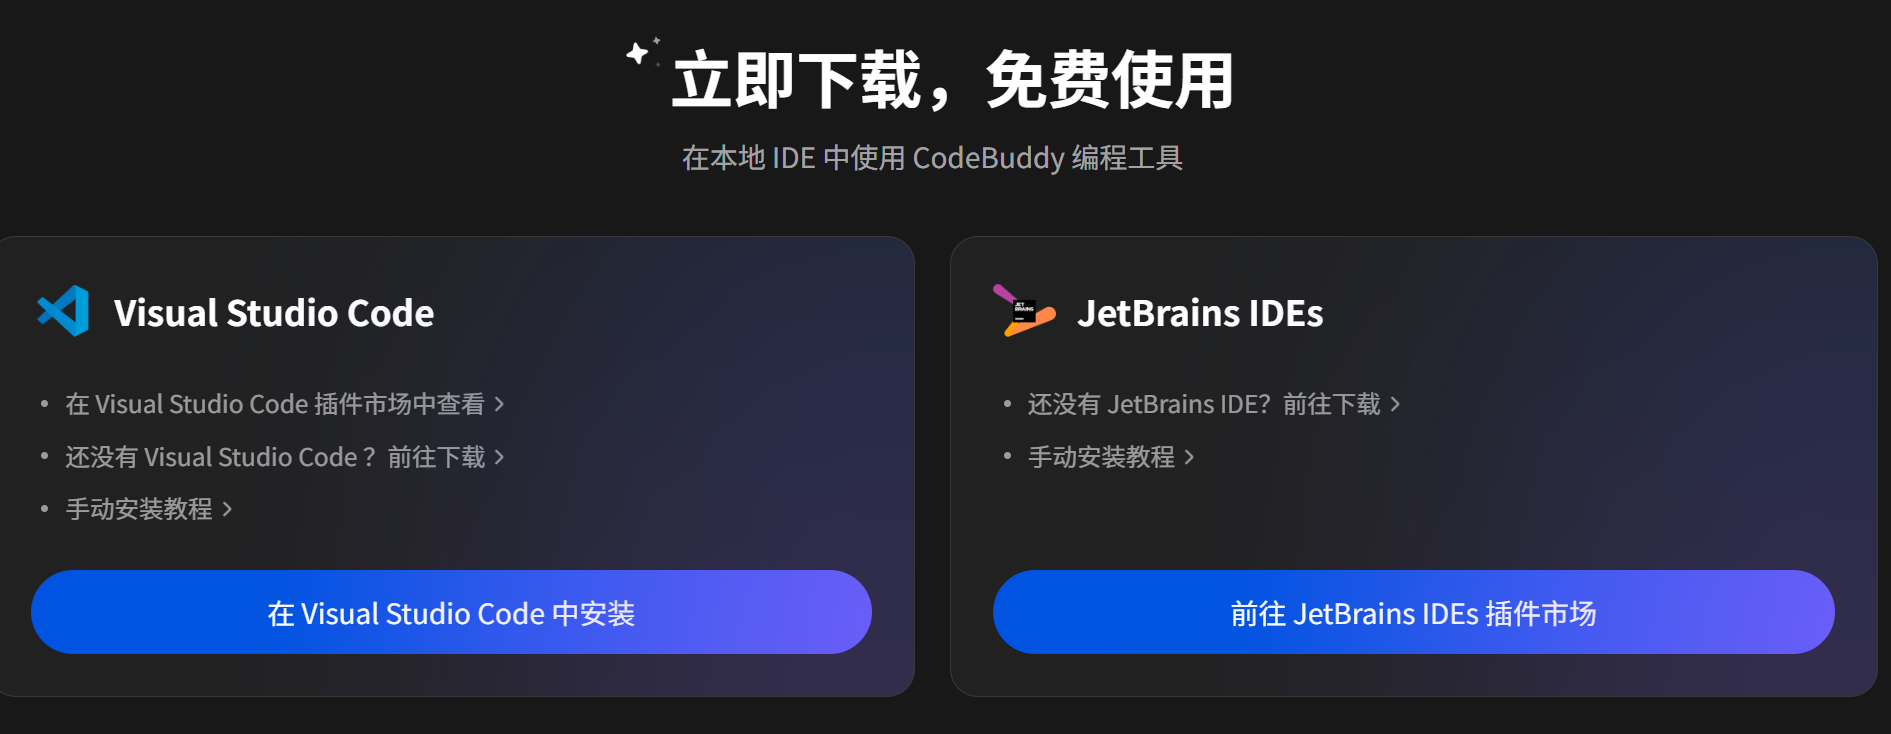 立即下载，免费使用
在本地 IDE 中使用 CodeBuddy 编程工具
Visual Studio Code
• 在 Visual Studio Code 插件市场中查看 >
• 还没有 Visual Studio Code ？前往下载 >
• 手动安装教程 >
在 Visual Studio Code 中安装
JET
BRAINS
JetBrains IDEs
• 还没有 JetBrains IDE？前往下载 >
• 手动安装教程 >
前往 JetBrains IDEs 插件市场